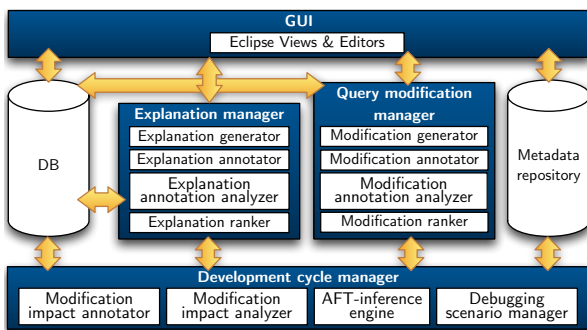 GUI
Eclipse Views & Editors
DB
Explanation manager
Explanation generator
Explanation annotator
Explanation
annotation analyzer
Explanation ranker
Query modification
manager
Modification generator
Modification annotator
Modification
annotation analyzer
Modification ranker
Metadata
repository
Development cycle manager
Modification
impact annotator
Modification
impact analyzer
AFT-inference
engine
Debugging
scenario manager